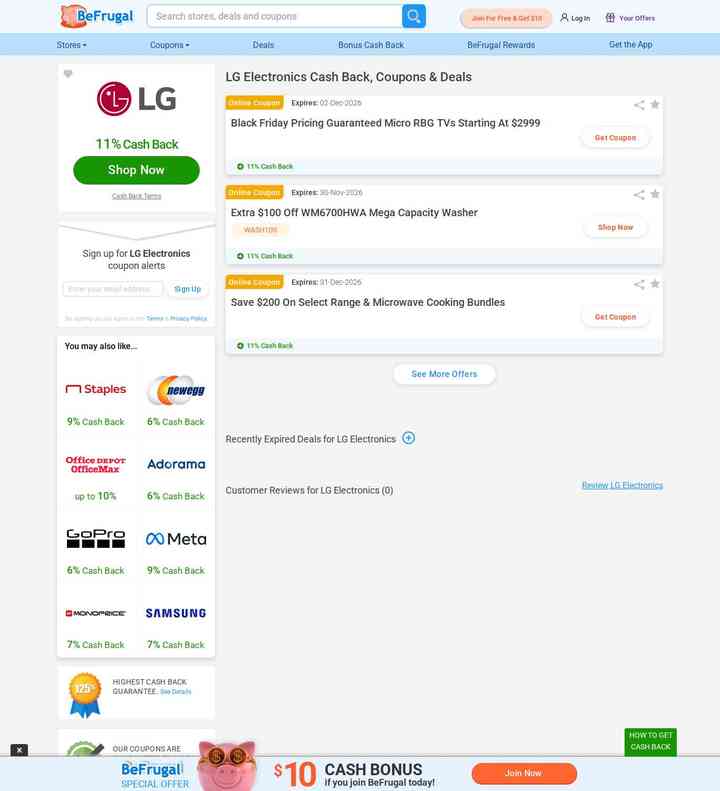 BeFrugal
Search stores, deals and coupons
Join For Free & Get $10
Log In
Your Offers
Stores
Coupons
Deals
Bonus Cash Back
BeFrugal Rewards
Get the App
LG
11% Cash Back
Shop Now
Cash Back Terms
Sign up for LG Electronics
coupon alerts
Enter your email address
Sign Up
Terms
Privacy Policy
You may also like...
Staples
newegg
9% Cash Back
6% Cash Back
Office DEPOT
OfficeMax
Adorama
up to 10%
6% Cash Back
GoPro
Meta
6% Cash Back
9% Cash Back
MONOPRICE
SAMSUNG
7% Cash Back
7% Cash Back
125%
HIGHEST CASH BACK
GUARANTEE. See Details
OUR COUPONS ARE
LG Electronics Cash Back, Coupons & Deals
Online Coupon
Expires: 02-Dec-2026
Black Friday Pricing Guaranteed Micro RBG TVs Starting At $2999
Get Coupon
11% Cash Back
Online Coupon
Expires: 30-Nov-2026
Extra $100 Off WM6700HWA Mega Capacity Washer
WASH100
Shop Now
11% Cash Back
Online Coupon
Expires: 31-Dec-2026
Save $200 On Select Range & Microwave Cooking Bundles
Get Coupon
11% Cash Back
See More Offers
Recently Expired Deals for LG Electronics
Customer Reviews for LG Electronics (0)
Review LG Electronics
HOW TO GET
CASH BACK
x
BeFrugal
SPECIAL OFFER
$10
CASH BONUS
if you join BeFrugal today!
Join Now